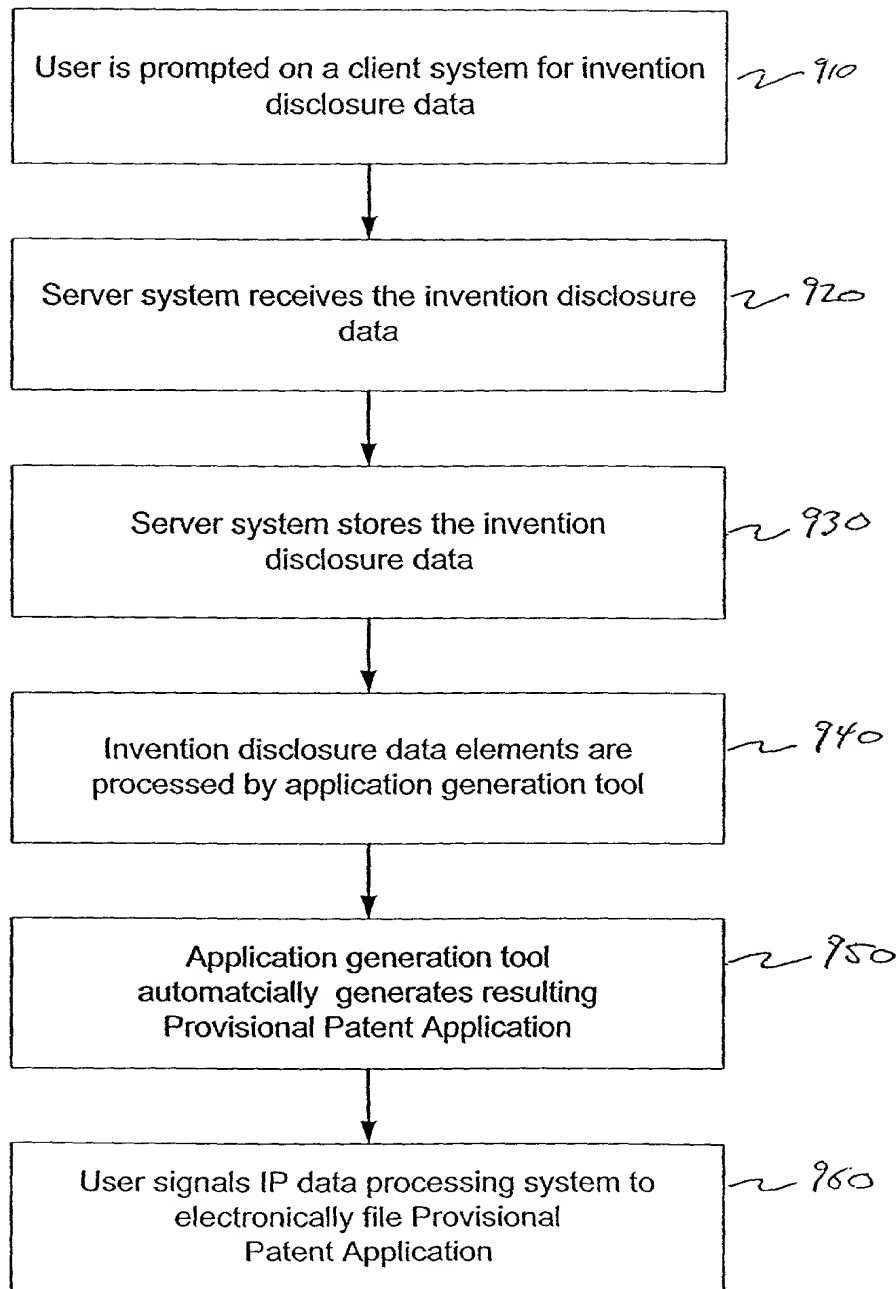 User is prompted on a client system for invention
disclosure data
910
Server system receives the invention disclosure
data
920
Server system stores the invention
disclosure data
930
Invention disclosure data elements are
processed by application generation tool
940
Application generation tool
automatcially generates resulting
Provisional Patent Application
950
User signals IP data processing system to
electronically file Provisional
Patent Application
960